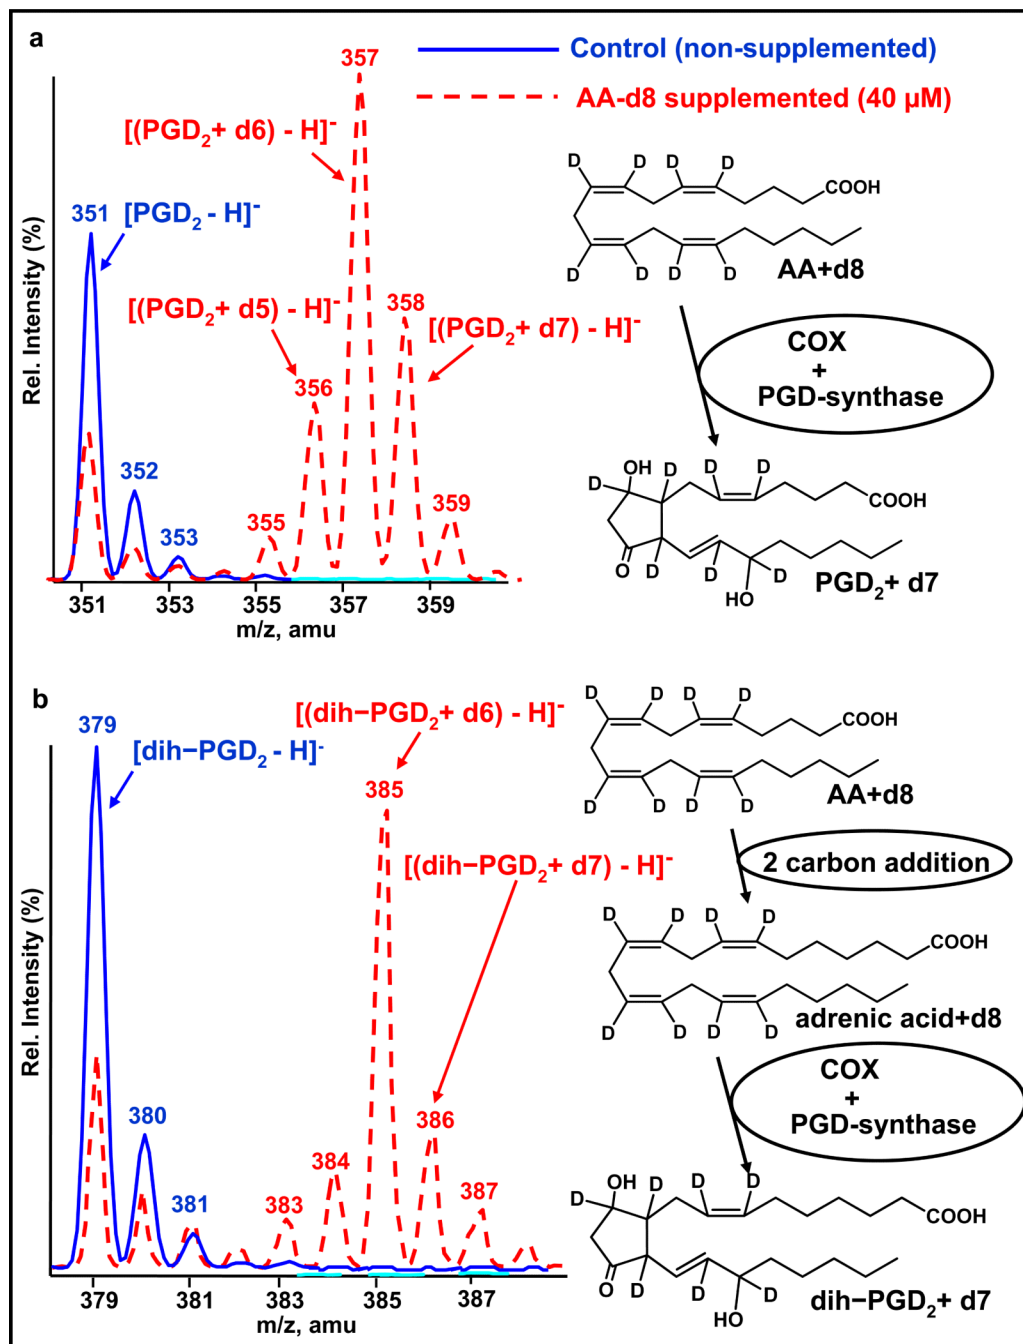 a
Control (non-supplemented)
AA-d8 supplemented (40 µM)
357
[(PGD2+ d6) - H]-
351
[PGD2 - H]-
[(PGD2+ d5) - H]-
358
[(PGD2+ d7) - H]-
356
352
353
355
359
Rel. Intensity (%)
351 353 355 357 359
m/z, amu
D D D D
COOH
D D D D
AA+d8
COX
+
PGD-synthase
OH D D D
D
COOH
O D D D
HO
PGD2+ d7
b
379
[(dih−PGD2+ d6) - H]-
[dih−PGD2 - H]-
385
[(dih−PGD2+ d7) - H]-
380
381
383
384
386
387
Rel. Intensity (%)
379 381 383 385 387
m/z, amu
D D D D
COOH
D D D D
AA+d8
2 carbon addition
D D D D
COOH
D D D D
adrenic acid+d8
COX
+
PGD-synthase
OH D D D
D
COOH
O D D D
HO
dih−PGD2+ d7